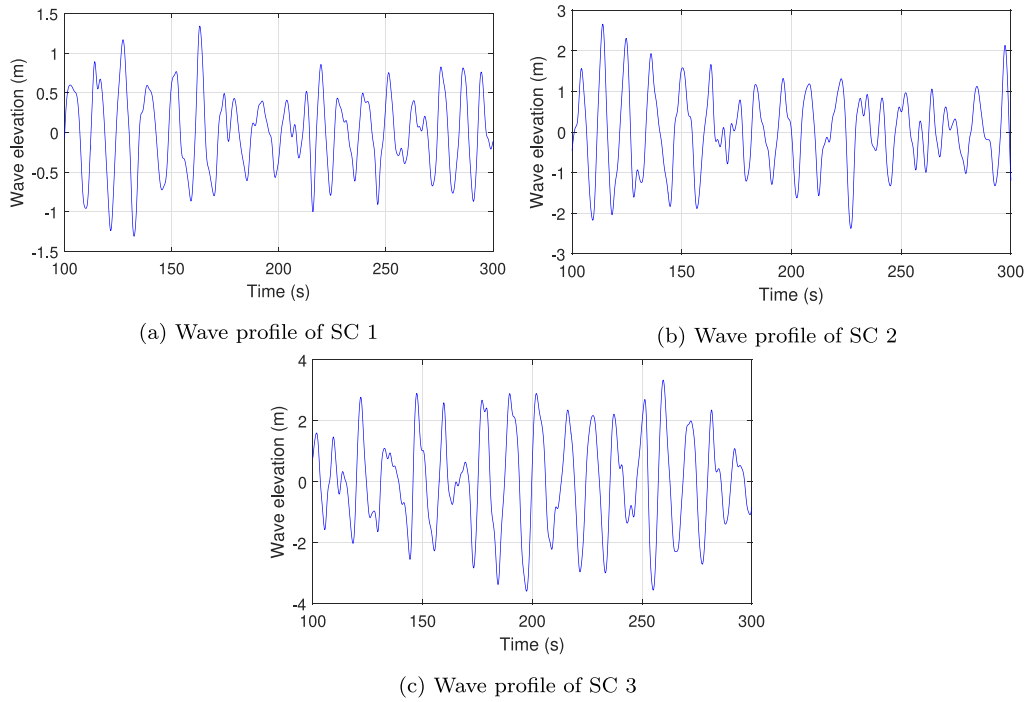 1.5
1
0.5
0
-0.5
-1
-1.5
Wave elevation (m)
100 150 200 250 300
Time (s)
(a) Wave profile of SC 1
3
2
1
0
-1
-2
-3
Wave elevation (m)
100 150 200 250 300
Time (s)
(b) Wave profile of SC 2
4
2
0
-2
-4
Wave elevation (m)
100 150 200 250 300
Time (s)
(c) Wave profile of SC 3